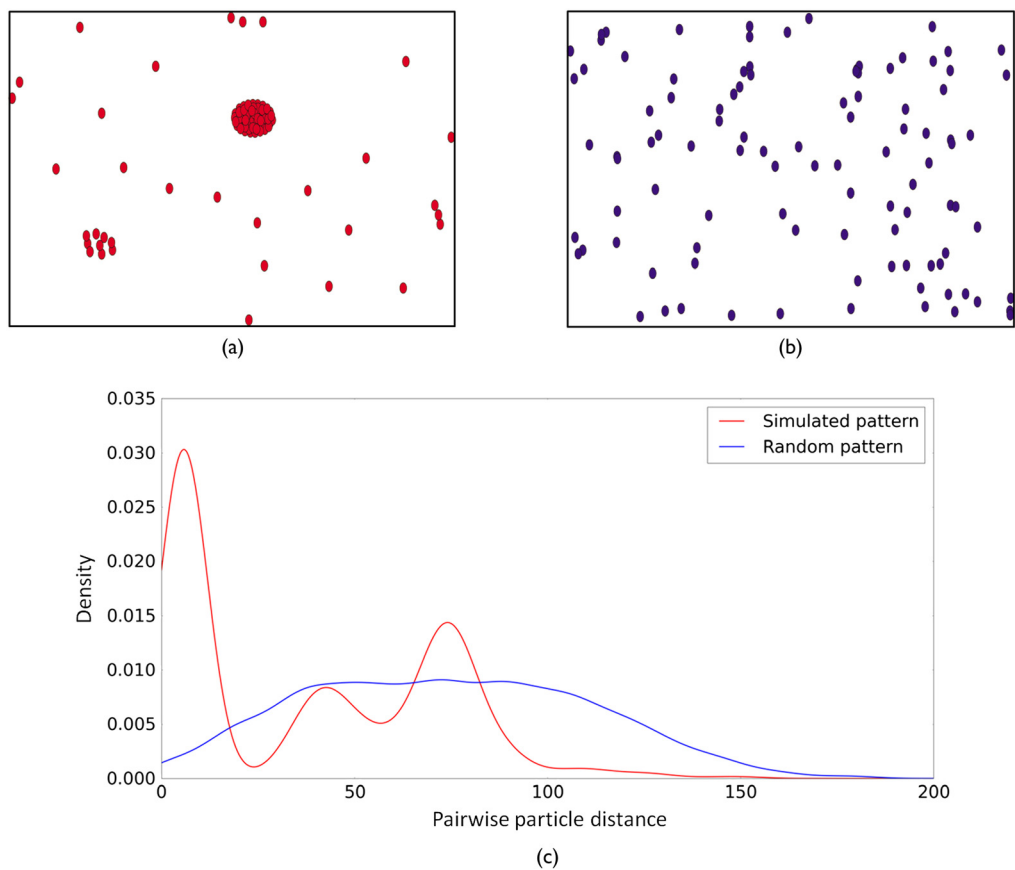 (a)
(b)
0.035
0.030
0.025
0.020
0.015
0.010
0.005
0.000
Density
Simulated pattern
Random pattern
0
50
100
150
200
Pairwise particle distance
(c)